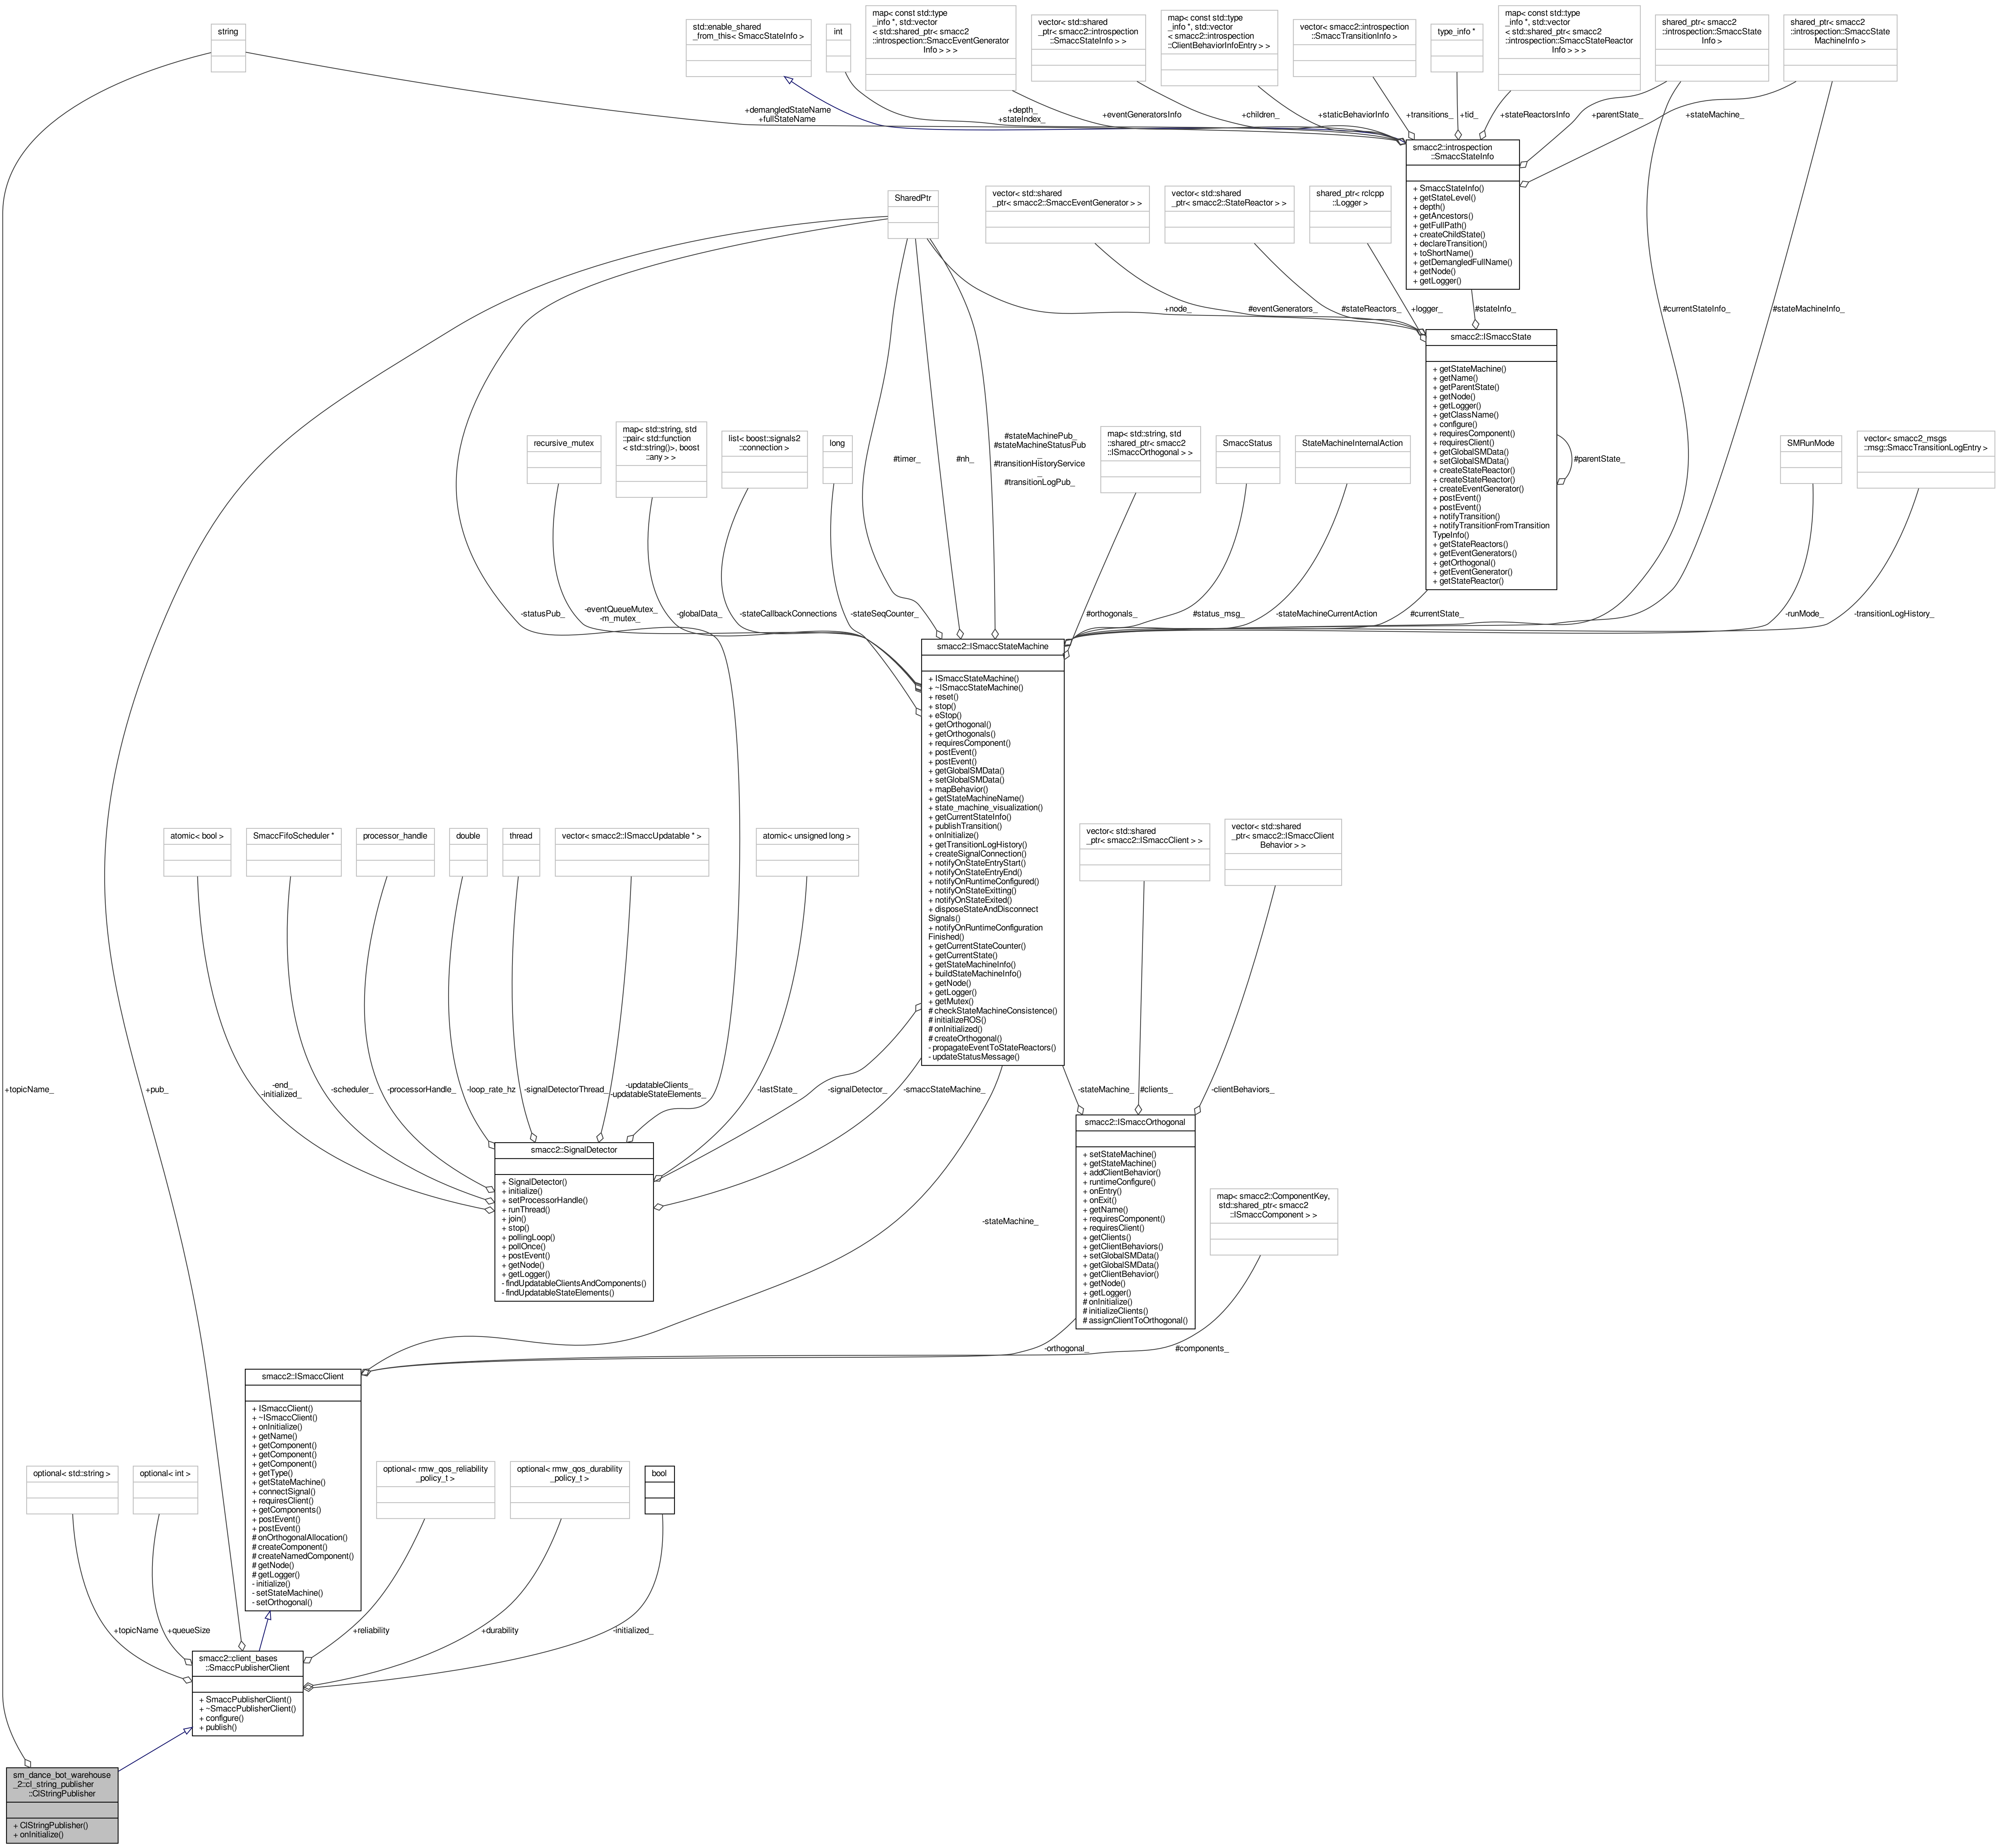 string
std::enable_shared
_from_this< SmaccStateInfo >
int
map< const std::type
_info *, std::vector
< std::shared_ptr< smacc2
::introspection::SmaccEventGenerator
Info > > >
vector< std::shared
_ptr< smacc2::introspection
::SmaccStateInfo > >
map< const std::type
_info *, std::vector
< smacc2::introspection
::ClientBehaviorInfoEntry > >
vector< smacc2::introspection
::SmaccTransitionInfo >
type_info *
map< const std::type
_info *, std::vector
< std::shared_ptr< smacc2
::introspection::SmaccStateReactor
Info > > >
shared_ptr< smacc2
::introspection::SmaccState
Info >
shared_ptr< smacc2
::introspection::SmaccState
MachineInfo >
+demangledStateName
+fullStateName
+depth_
+stateIndex_
+eventGeneratorsInfo
+children_
+staticBehaviorInfo
+transitions_
+tid_
+stateReactorsInfo
+parentState_
+stateMachine_
smacc2::introspection
::SmaccStateInfo
+ SmaccStateInfo()
+ getStateLevel()
+ depth()
+ getAncestors()
+ getFullPath()
+ createChildState()
+ declareTransition()
+ toShortName()
+ getDemangledFullName()
+ getNode()
+ getLogger()
SharedPtr
vector< std::shared
_ptr< smacc2::SmaccEventGenerator > >
vector< std::shared
_ptr< smacc2::StateReactor > >
shared_ptr< rclcpp
::Logger >
+node_
#eventGenerators_
#stateReactors_
+logger_
#stateInfo_
#currentStateInfo_
#stateMachineInfo_
smacc2::ISmaccState
+ getStateMachine()
+ getName()
+ getParentState()
+ getNode()
+ getLogger()
+ getClassName()
+ configure()
+ requiresComponent()
+ requiresClient()
+ getGlobalSMData()
+ setGlobalSMData()
+ createStateReactor()
+ createStateReactor()
+ createEventGenerator()
+ postEvent()
+ postEvent()
+ notifyTransition()
+ notifyTransitionFromTransition
TypeInfo()
+ getStateReactors()
+ getEventGenerators()
+ getOrthogonal()
+ getEventGenerator()
+ getStateReactor()
#parentState_
recursive_mutex
map< std::string, std
::pair< std::function
< std::string()>, boost
::any > >
list< boost::signals2
::connection >
long
#timer_
#nh_
#stateMachinePub_
#stateMachineStatusPub
_
#transitionHistoryService
_
#transitionLogPub_
map< std::string, std
::shared_ptr< smacc2
::ISmaccOrthogonal > >
SmaccStatus
StateMachineInternalAction
SMRunMode
vector< smacc2_msgs
::msg::SmaccTransitionLogEntry >
-statusPub_
-eventQueueMutex_
-m_mutex_
-globalData_
-stateCallbackConnections
-stateSeqCounter_
#orthogonals_
#status_msg_
-stateMachineCurrentAction
#currentState_
-runMode_
-transitionLogHistory_
smacc2::ISmaccStateMachine
+ ISmaccStateMachine()
+ ~ISmaccStateMachine()
+ reset()
+ stop()
+ eStop()
+ getOrthogonal()
+ getOrthogonals()
+ requiresComponent()
+ postEvent()
+ postEvent()
+ getGlobalSMData()
+ setGlobalSMData()
+ mapBehavior()
+ getStateMachineName()
+ state_machine_visualization()
+ getCurrentStateInfo()
+ publishTransition()
+ onInitialize()
+ getTransitionLogHistory()
+ createSignalConnection()
+ notifyOnStateEntryStart()
+ notifyOnStateEntryEnd()
+ notifyOnRuntimeConfigured()
+ notifyOnStateExitting()
+ notifyOnStateExited()
+ disposeStateAndDisconnect
Signals()
+ notifyOnRuntimeConfiguration
Finished()
+ getCurrentStateCounter()
+ getCurrentState()
+ getStateMachineInfo()
+ buildStateMachineInfo()
+ getNode()
+ getLogger()
+ getMutex()
# checkStateMachineConsistence()
# initializeROS()
# onInitialized()
# createOrthogonal()
- propagateEventToStateReactors()
- updateStatusMessage()
atomic< bool >
SmaccFifoScheduler *
processor_handle
double
thread
vector< smacc2::ISmaccUpdatable * >
atomic< unsigned long >
vector< std::shared
_ptr< smacc2::ISmaccClient > >
vector< std::shared
_ptr< smacc2::ISmaccClient
Behavior > >
+topicName_
+pub_
-end_
-initialized_
-scheduler_
-processorHandle_
-loop_rate_hz
-signalDetectorThread_
-updatableClients_
-updatableStateElements_
-lastState_
-signalDetector_
-smaccStateMachine_
-stateMachine_
#clients_
-clientBehaviors_
smacc2::SignalDetector
+ SignalDetector()
+ initialize()
+ setProcessorHandle()
+ runThread()
+ join()
+ stop()
+ pollingLoop()
+ pollOnce()
+ postEvent()
+ getNode()
+ getLogger()
- findUpdatableClientsAndComponents()
- findUpdatableStateElements()
smacc2::ISmaccOrthogonal
+ setStateMachine()
+ getStateMachine()
+ addClientBehavior()
+ runtimeConfigure()
+ onEntry()
+ onExit()
+ getName()
+ requiresComponent()
+ requiresClient()
+ getClients()
+ getClientBehaviors()
+ setGlobalSMData()
+ getGlobalSMData()
+ getClientBehavior()
+ getNode()
+ getLogger()
# onInitialize()
# initializeClients()
# assignClientToOrthogonal()
map< smacc2::ComponentKey,
std::shared_ptr< smacc2
::ISmaccComponent > >
-stateMachine_
-orthogonal_
#components_
smacc2::ISmaccClient
+ ISmaccClient()
+ ~ISmaccClient()
+ onInitialize()
+ getName()
+ getComponent()
+ getComponent()
+ getComponent()
+ getType()
+ getStateMachine()
+ connectSignal()
+ requiresClient()
+ getComponents()
+ postEvent()
+ postEvent()
# onOrthogonalAllocation()
# createComponent()
# createNamedComponent()
# getNode()
# getLogger()
- initialize()
- setStateMachine()
- setOrthogonal()
optional< std::string >
optional< int >
optional< rmw_qos_reliability
_policy_t >
optional< rmw_qos_durability
_policy_t >
bool
+topicName
+queueSize
+reliability
+durability
-initialized_
smacc2::client_bases
::SmaccPublisherClient
+ SmaccPublisherClient()
+ ~SmaccPublisherClient()
+ configure()
+ publish()
sm_dance_bot_warehouse
_2::cl_string_publisher
::ClStringPublisher
+ ClStringPublisher()
+ onInitialize()